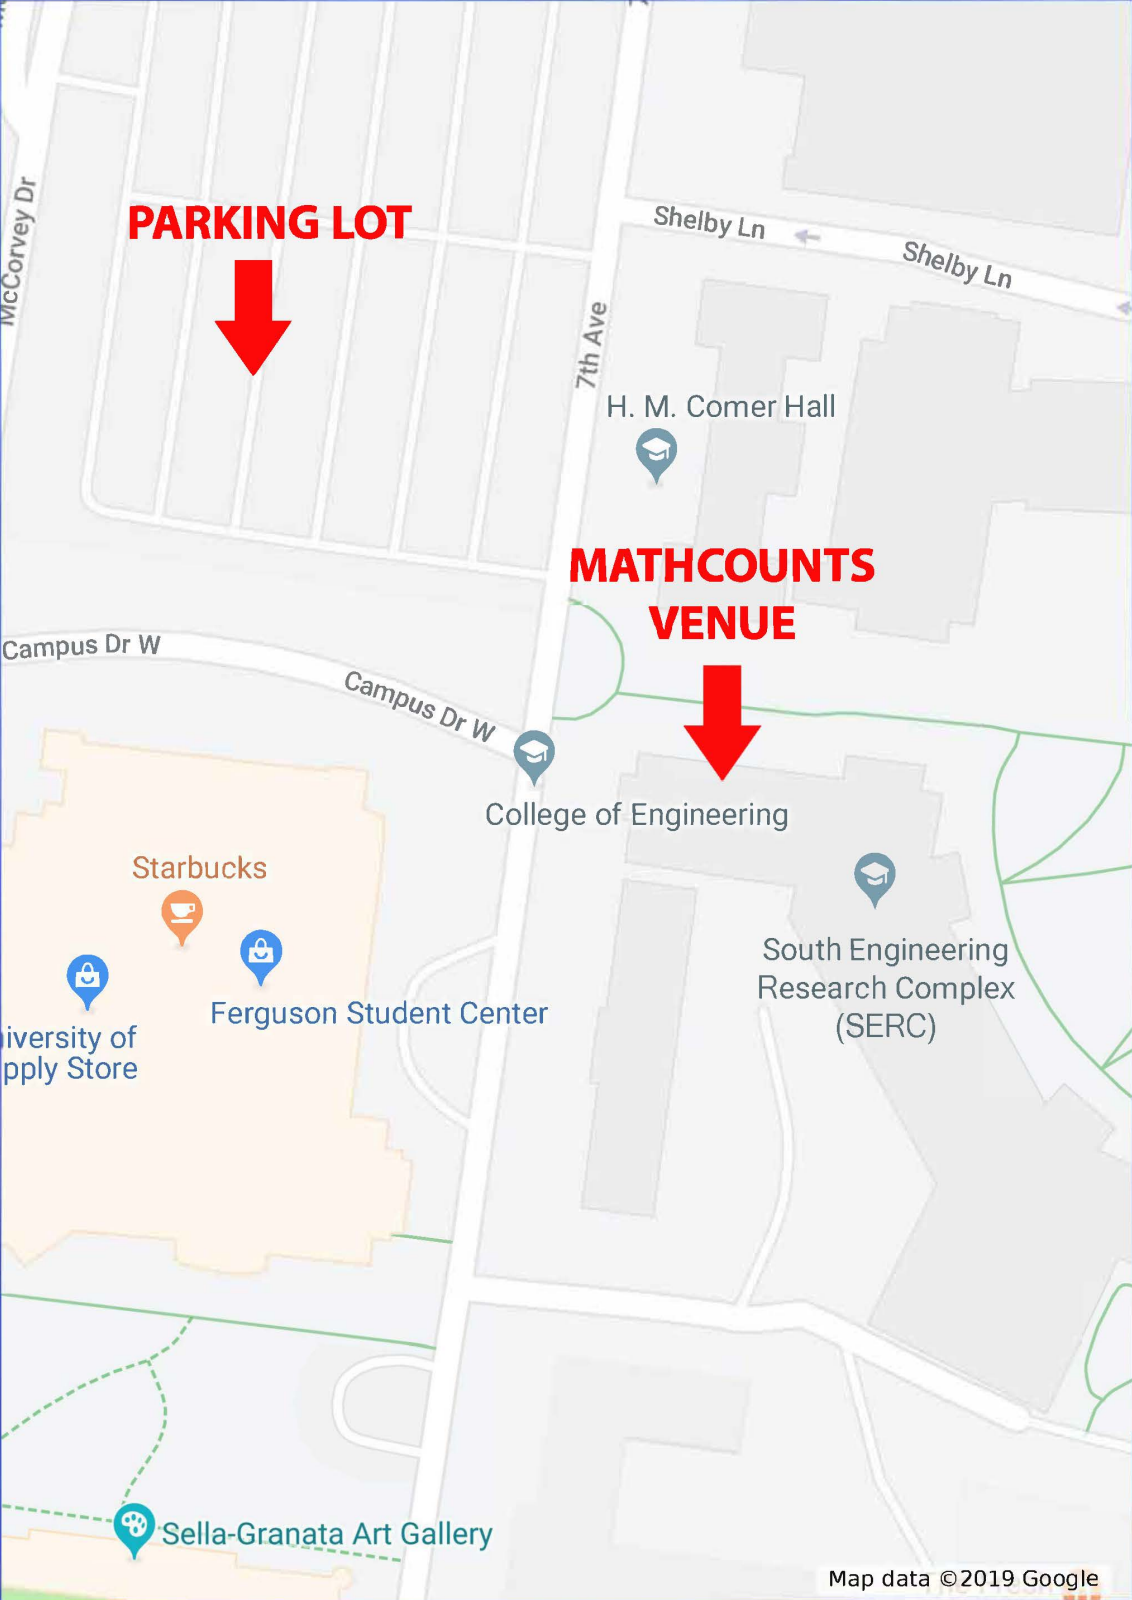 McCorvey Dr
PARKING LOT
Shelby Ln
Shelby Ln
7th Ave
H. M. Comer Hall
MATHCOUNTS
VENUE
Campus Dr W
Campus Dr W
College of Engineering
Starbucks
South Engineering
Research Complex
(SERC)
Ferguson Student Center
iversity of
pply Store
Sella-Granata Art Gallery
Map data ©2019 Google